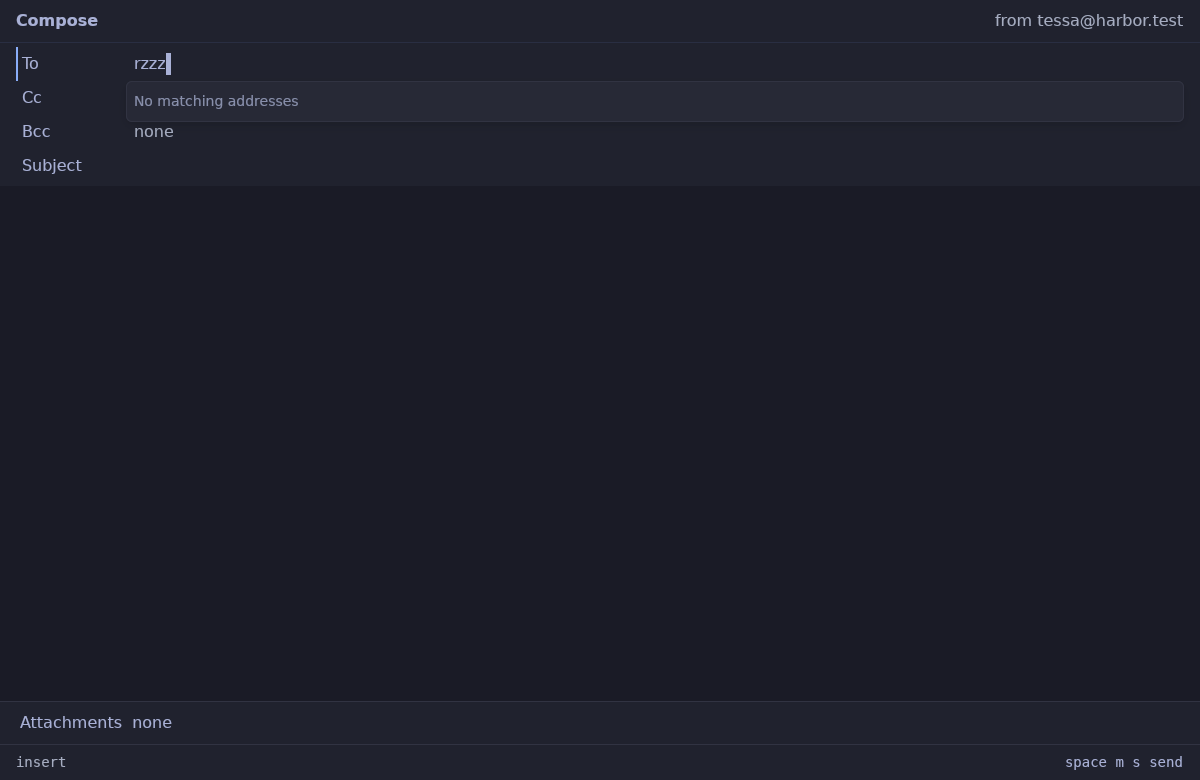 Compose from tessa@harbor.test
To rzzz
Cc
No matching addresses
Bcc none
Subject
Attachments none
insert space m s send